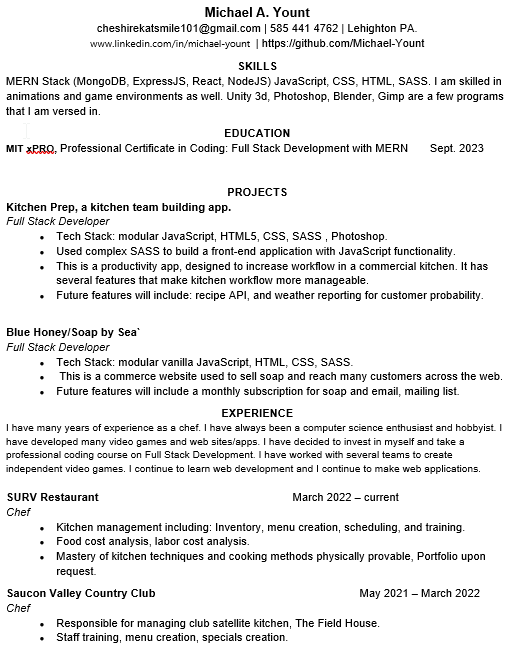 Michael A. Yount
cheshirekatsmile101@gmail.com | 585 441 4762 | Lehighton PA.
www.linkedin.com/in/michael-yount | https://github.com/Michael-Yount
SKILLS
MERN Stack (MongoDB, ExpressJS, React, NodeJS) JavaScript, CSS, HTML, SASS. I am skilled in
animations and game environments as well. Unity 3d, Photoshop, Blender, Gimp are a few programs
that I am versed in.
EDUCATION
MIT xPRO, Professional Certificate in Coding: Full Stack Development with MERN Sept. 2023
PROJECTS
Kitchen Prep, a kitchen team building app.
Full Stack Developer
• Tech Stack: modular JavaScript, HTML5, CSS, SASS , Photoshop.
• Used complex SASS to build a front-end application with JavaScript functionality.
• This is a productivity app, designed to increase workflow in a commercial kitchen. It has
several features that make kitchen workflow more manageable.
• Future features will include: recipe API, and weather reporting for customer probability.
Blue Honey/Soap by Sea`
Full Stack Developer
• Tech Stack: modular vanilla JavaScript, HTML, CSS, SASS.
• This is a commerce website used to sell soap and reach many customers across the web.
• Future features will include a monthly subscription for soap and email, mailing list.
EXPERIENCE
I have many years of experience as a chef. I have always been a computer science enthusiast and hobbyist. I
have developed many video games and web sites/apps. I have decided to invest in myself and take a
professional coding course on Full Stack Development. I have worked with several teams to create
independent video games. I continue to learn web development and I continue to make web applications.
SURV Restaurant March 2022 – current
Chef
• Kitchen management including: Inventory, menu creation, scheduling, and training.
• Food cost analysis, labor cost analysis.
• Mastery of kitchen techniques and cooking methods physically provable, Portfolio upon
request.
Saucon Valley Country Club May 2021 – March 2022
Chef
• Responsible for managing club satellite kitchen, The Field House.
• Staff training, menu creation, specials creation.